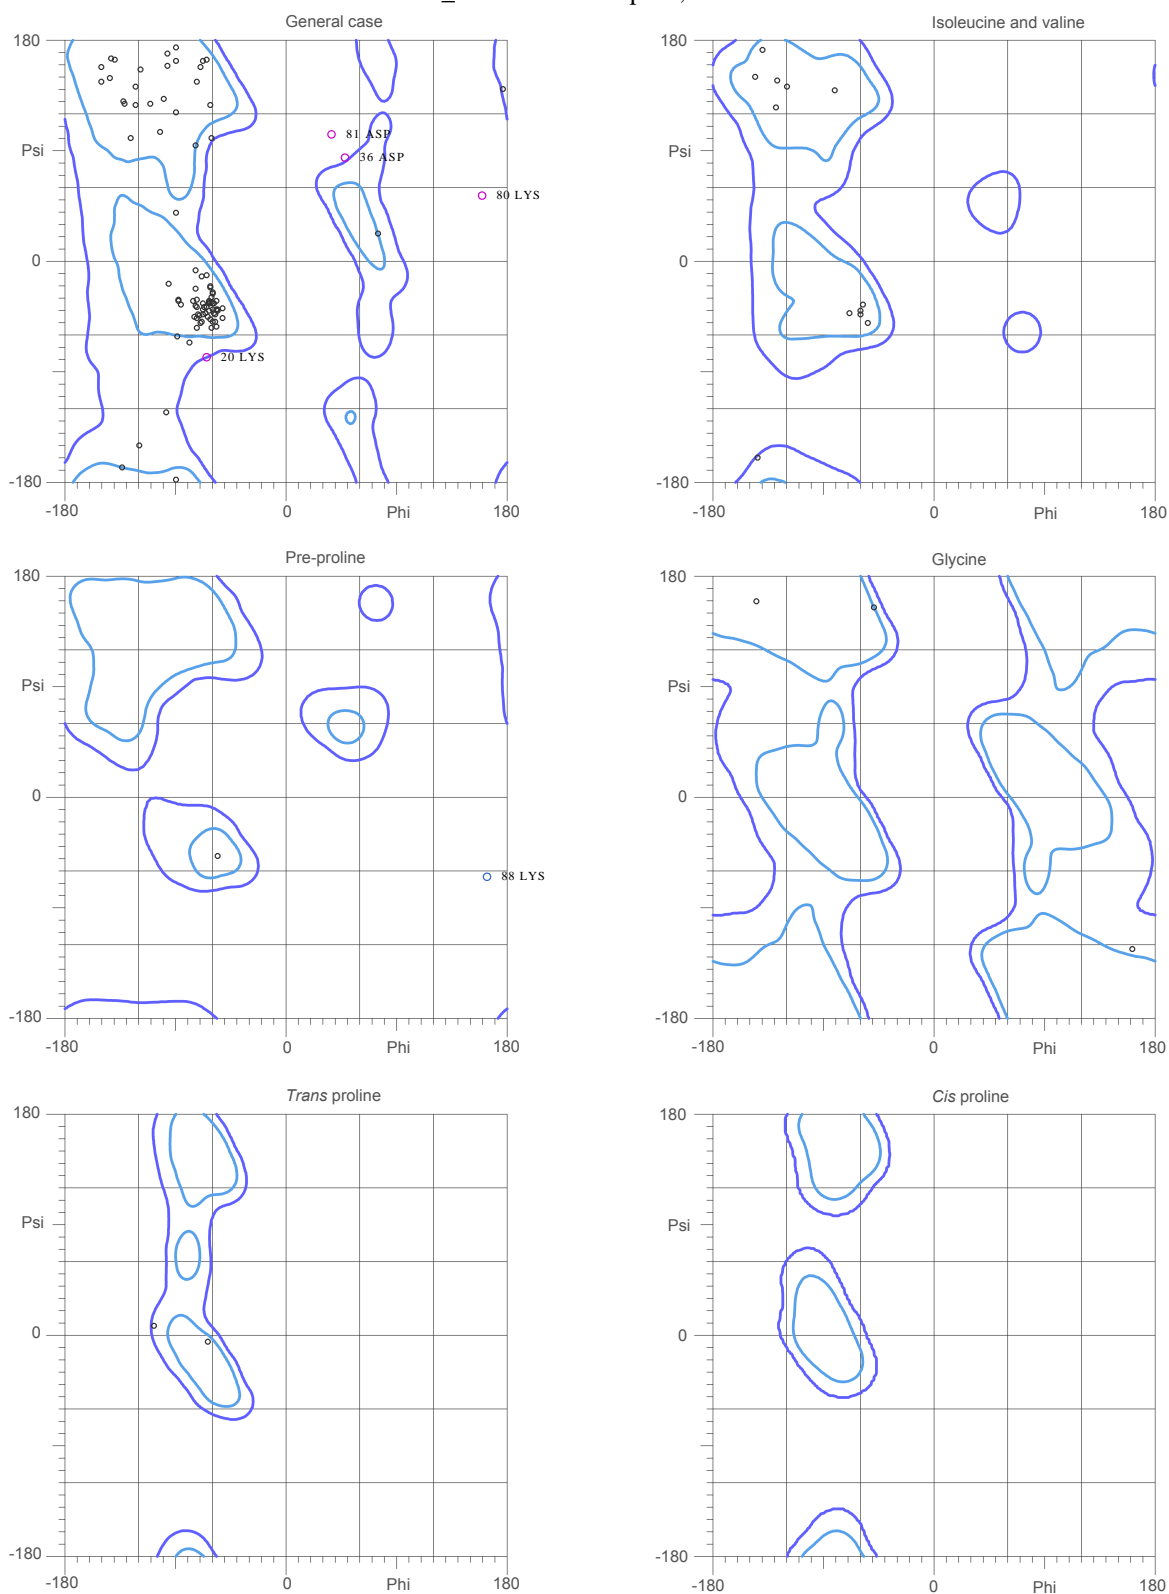 General case
180
Psi
0
-180
-180
0
Phi
180
81 ASP
36 ASP
80 LYS
20 LYS
Isoleucine and valine
180
Psi
0
-180
-180
0
Phi
180
Pre-proline
180
Psi
0
-180
-180
0
Phi
180
88 LYS
Glycine
180
Psi
0
-180
-180
0
Phi
180
Trans proline
180
Psi
0
-180
-180
0
Phi
180
Cis proline
180
Psi
0
-180
-180
0
Phi
180